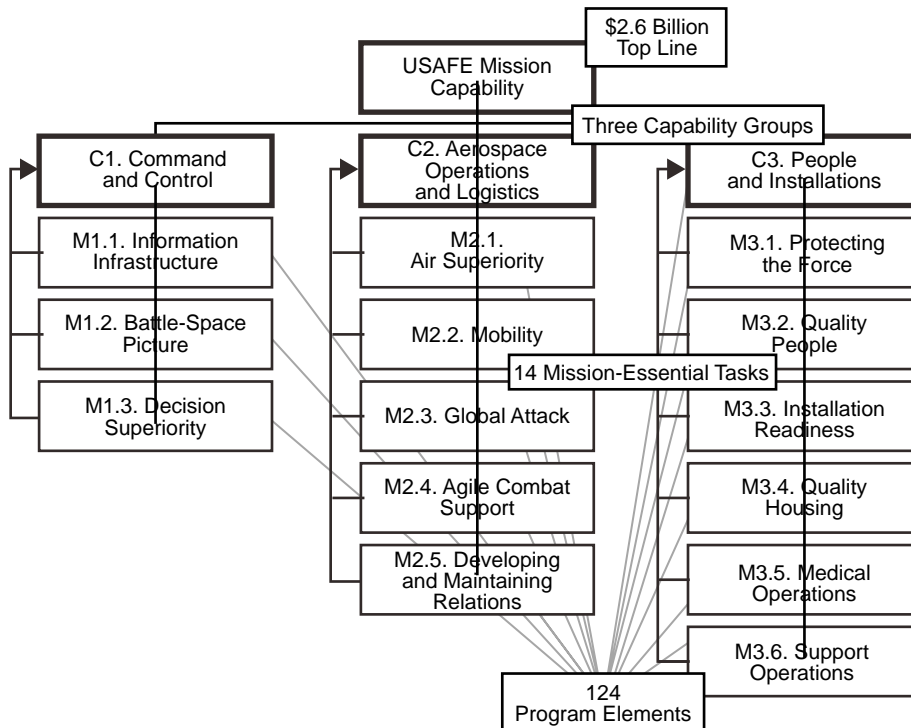 $2.6 Billion
Top Line
USAFE Mission
Capability
Three Capability Groups
C1. Command
and Control
C2. Aerospace
Operations
and Logistics
C3. People
and Installations
M1.1. Information
Infrastructure
M2.1.
Air Superiority
M3.1. Protecting
the Force
M1.2. Battle-Space
Picture
M2.2. Mobility
M3.2. Quality
People
14 Mission-Essential Tasks
M1.3. Decision
Superiority
M2.3. Global Attack
M3.3. Installation
Readiness
M2.4. Agile Combat
Support
M3.4. Quality
Housing
M2.5. Developing
and Maintaining
Relations
M3.5. Medical
Operations
M3.6. Support
Operations
124
Program Elements